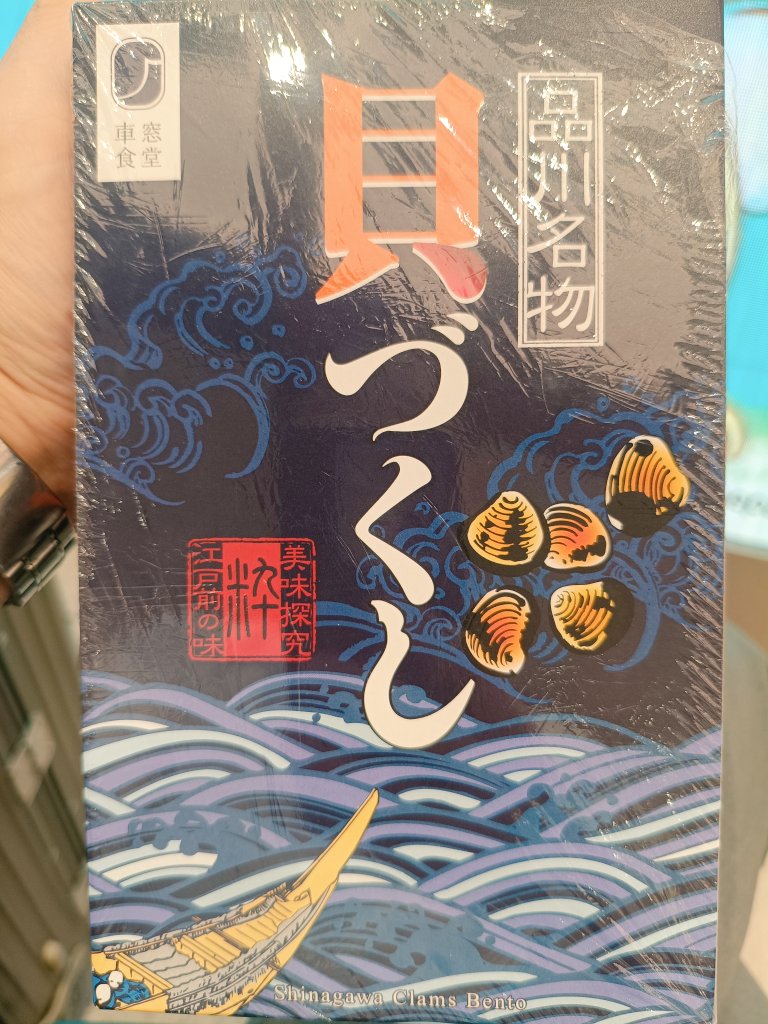 品川名物
貝づくし
窓堂
車食
美味探究
粋
江戸前の味
Shinagawa Clams Bento